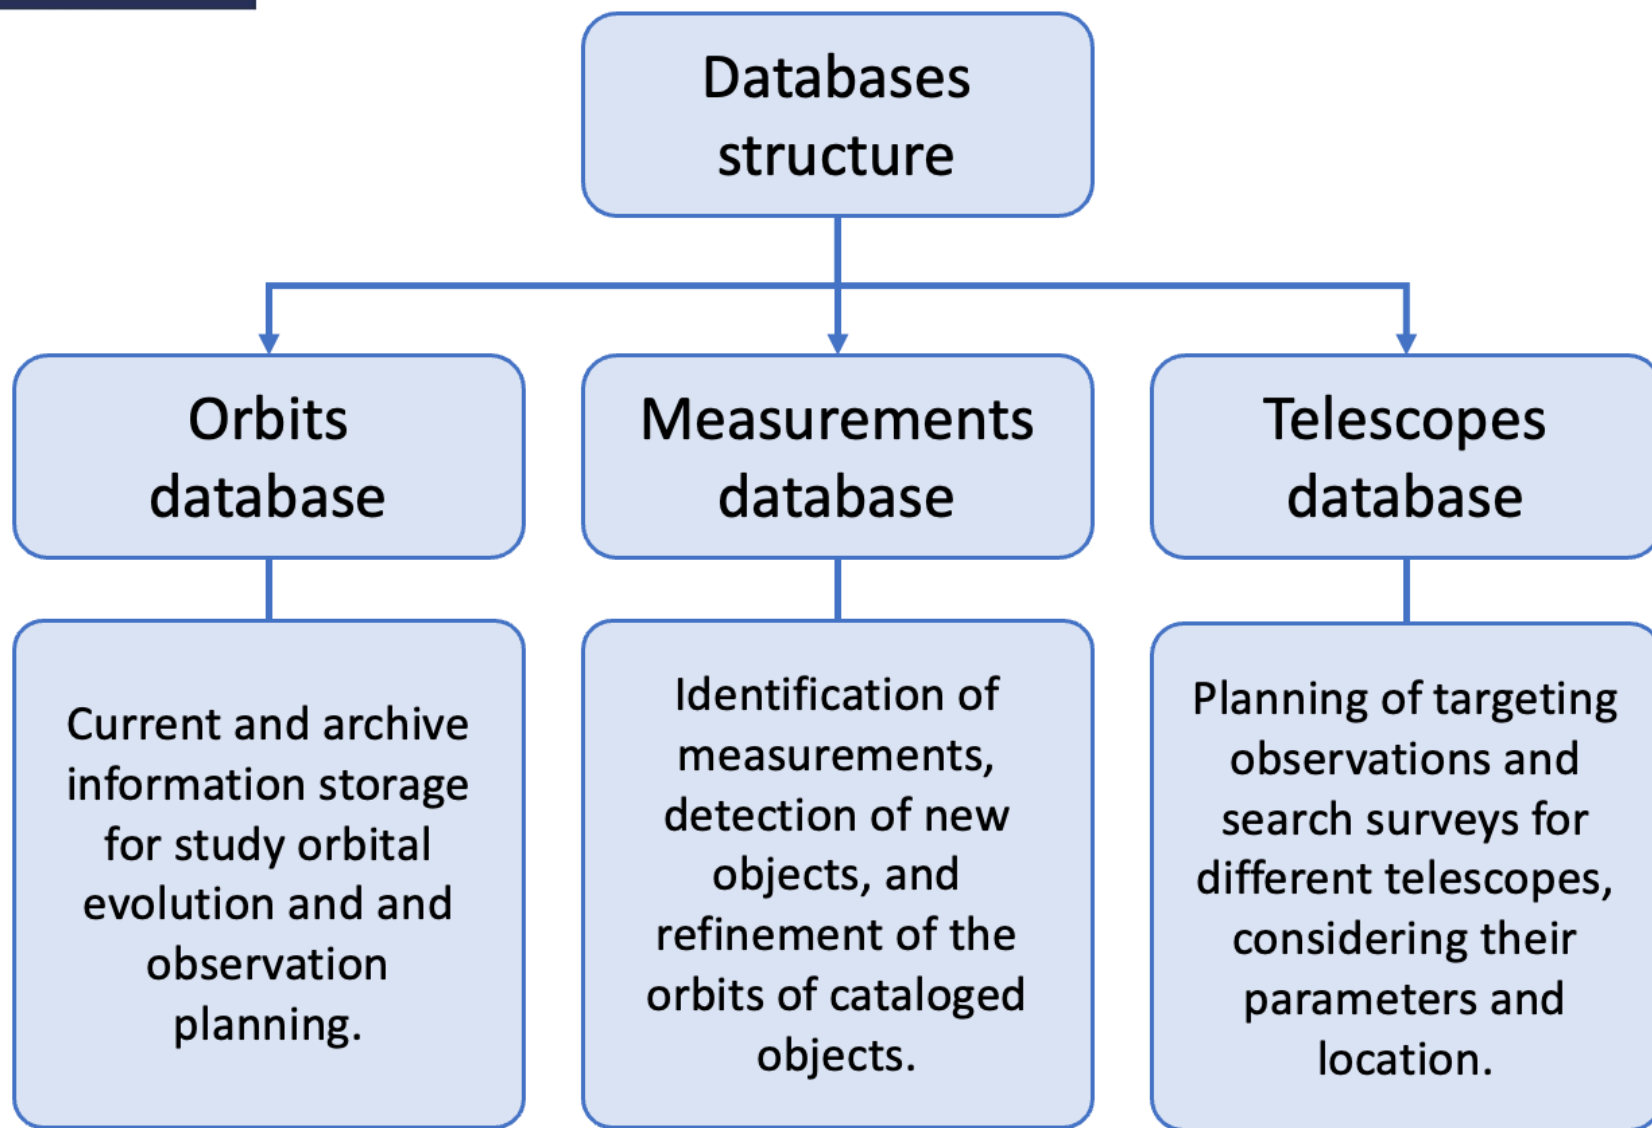 Databases
structure
Orbits
database
Measurements
database
Telescopes
database
Current and archive
information storage
for study orbital
evolution and and
observation
planning.
Identification of
measurements,
detection of new
objects, and
refinement of the
orbits of cataloged
objects.
Planning of targeting
observations and
search surveys for
different telescopes,
considering their
parameters and
location.